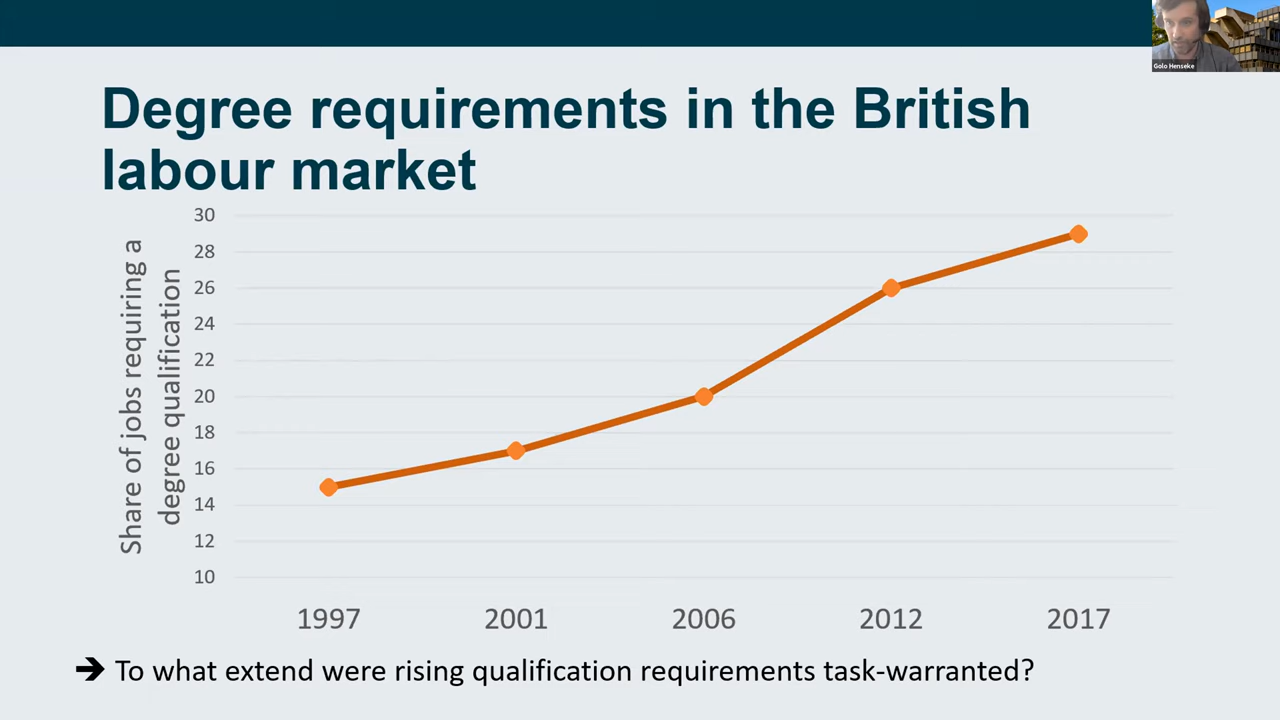 Golo Henseke
Degree requirements in the British
labour market
Share of jobs requiring a
degree qualification
30
28
26
24
22
20
18
16
14
12
10
1997 2001 2006 2012 2017
➔ To what extend were rising qualification requirements task-warranted?